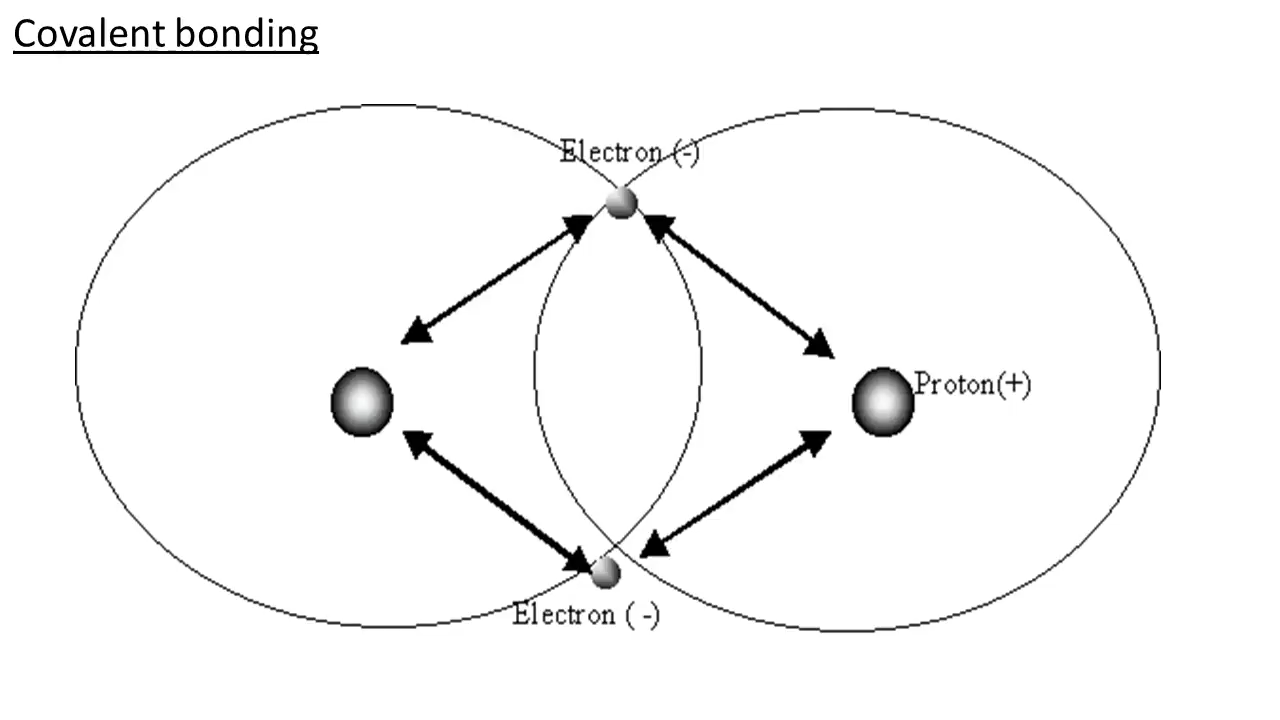 Covalent bonding
Electron (-)
Proton(+)
Electron ( -)